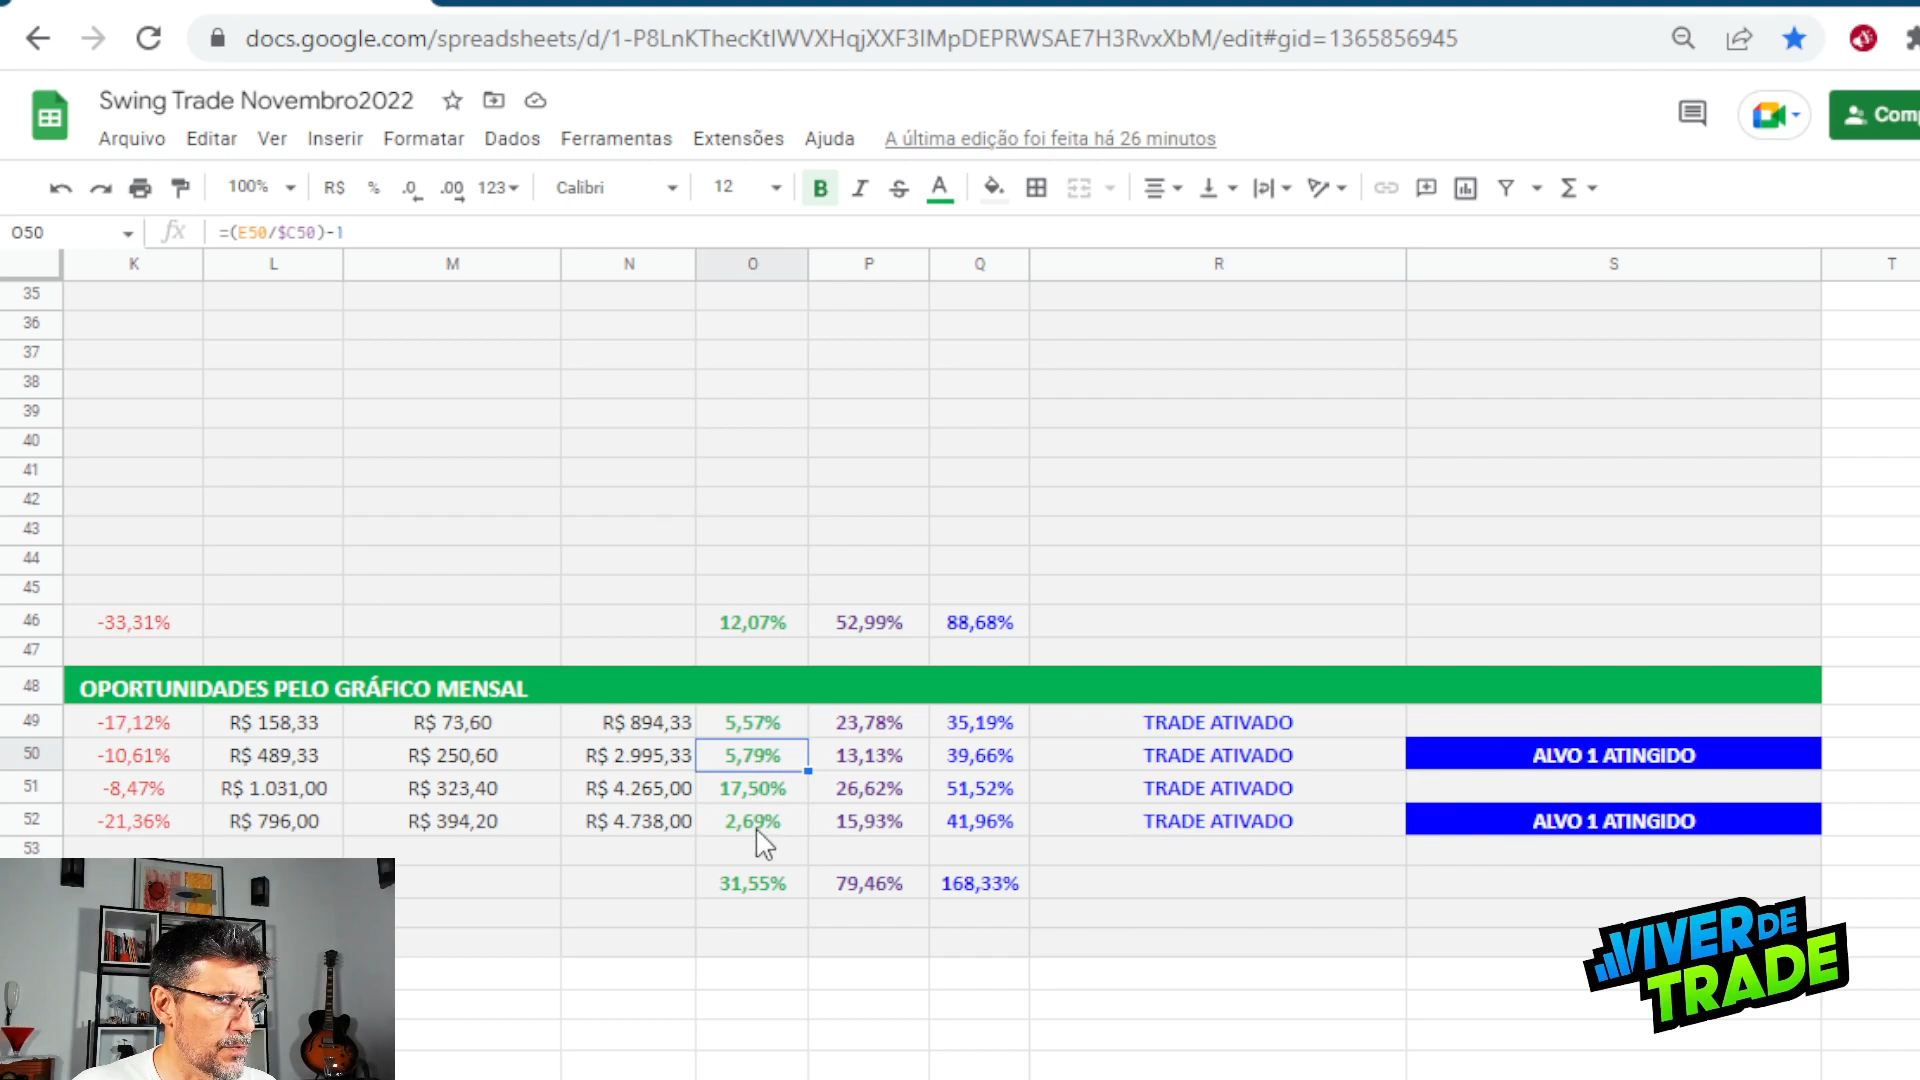 docs.google.com/spreadsheets/d/1-P8LnKThecKtIWVXHqjXXF3IMpDEPRWSAE7H3RvxXbM/edit#gid=1365856945
Swing Trade Novembro2022
Arquivo Editar Ver Inserir Formatar Dados Ferramentas Extensões Ajuda A última edição foi feita há 26 minutos
Comp
100% R$ % .0 .00 123 Calibri 12 B I S A
O50 fx =(E50/$C50)-1
K L M N O P Q R S T
35
36
37
38
39
40
41
42
43
44
45
46 -33,31% 12,07% 52,99% 88,68%
47
48 OPORTUNIDADES PELO GRÁFICO MENSAL
49 -17,12% R$ 158,33 R$ 73,60 R$ 894,33 5,57% 23,78% 35,19% TRADE ATIVADO
50 -10,61% R$ 489,33 R$ 250,60 R$ 2.995,33 5,79% 13,13% 39,66% TRADE ATIVADO ALVO 1 ATINGIDO
51 -8,47% R$ 1.031,00 R$ 323,40 R$ 4.265,00 17,50% 26,62% 51,52% TRADE ATIVADO
52 -21,36% R$ 796,00 R$ 394,20 R$ 4.738,00 2,69% 15,93% 41,96% TRADE ATIVADO ALVO 1 ATINGIDO
53
31,55% 79,46% 168,33%
VIVER DE
TRADE